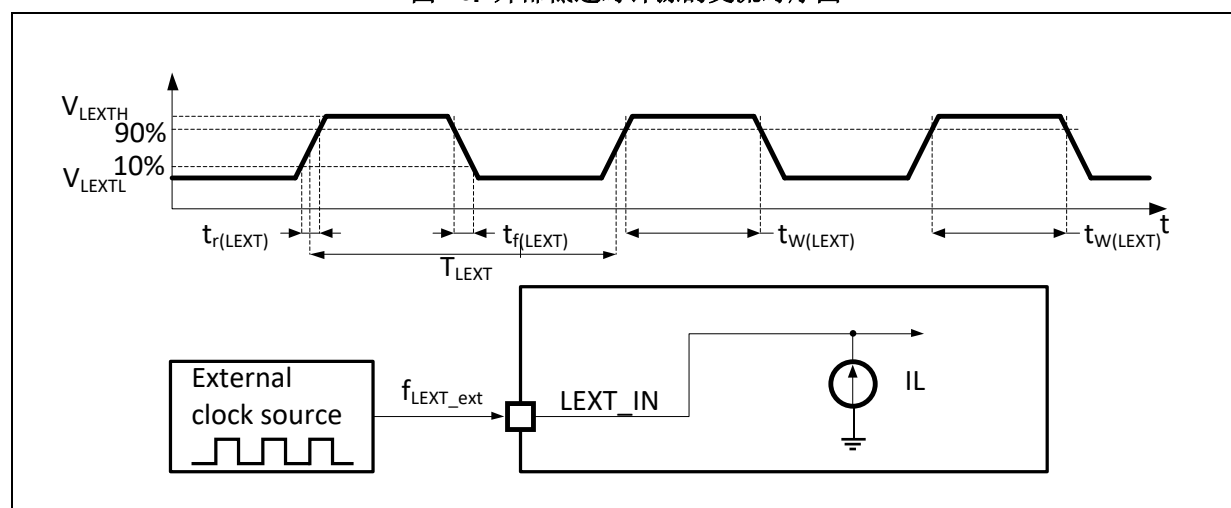 V_LEXTH
90%
10%
V_LEXTL
t_r(LEXT)
t_f(LEXT)
t_W(LEXT)
t_W(LEXT)
t
T_LEXT
External
clock source
f_LEXT_ext
LEXT_IN
IL